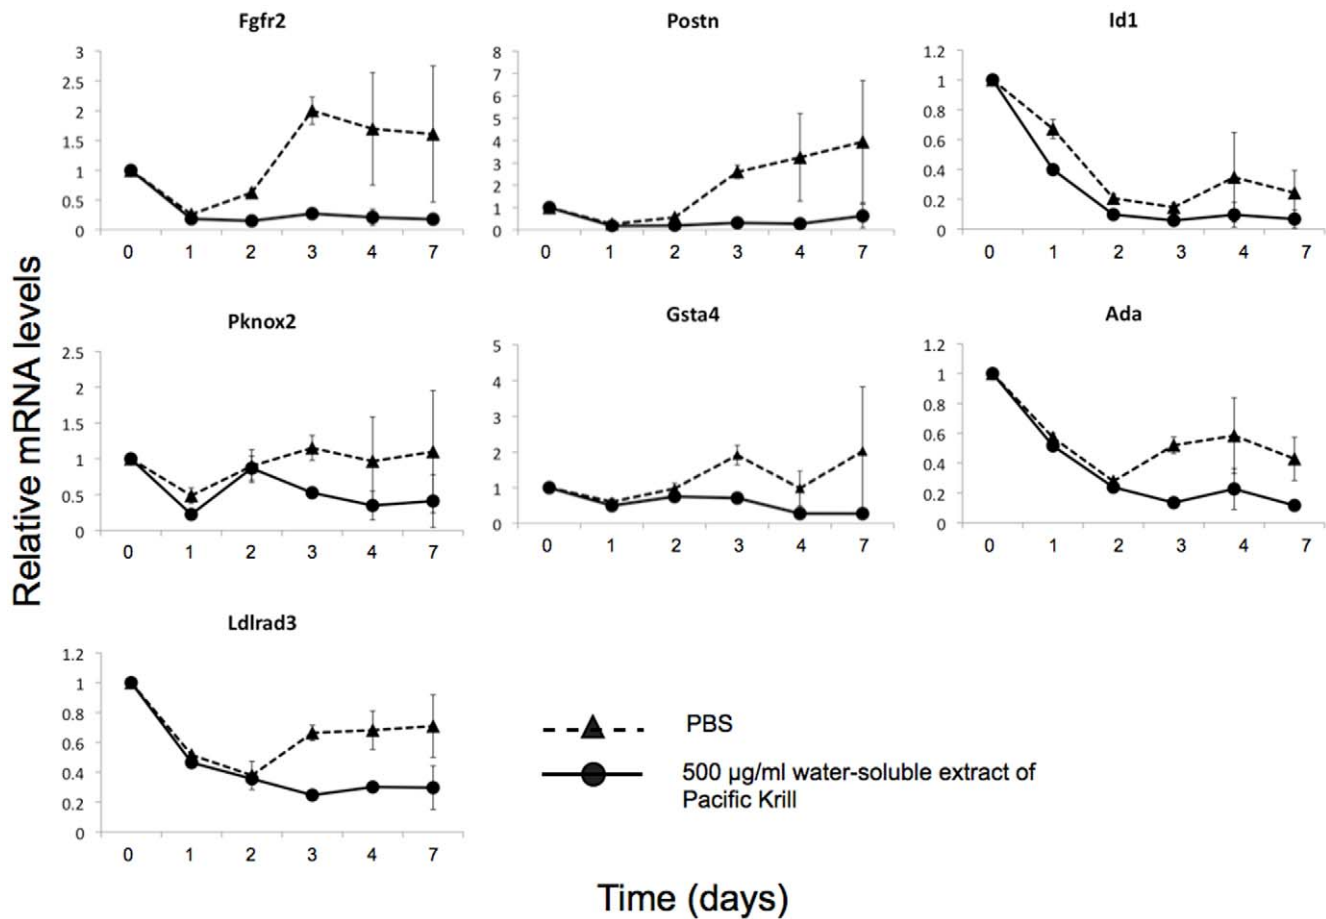 Fgfr2
3
2.5
2
1.5
1
0.5
0
0 1 2 3 4 7
Postn
8
7
6
5
4
3
2
1
0
0 1 2 3 4 7
Id1
1.2
1
0.8
0.6
0.4
0.2
0
0 1 2 3 4 7
Relative mRNA levels
Pknox2
2.5
2
1.5
1
0.5
0
0 1 2 3 4 7
Gsta4
5
4
3
2
1
0
0 1 2 3 4 7
Ada
1.2
1
0.8
0.6
0.4
0.2
0
0 1 2 3 4 7
Ldlrad3
1.2
1
0.8
0.6
0.4
0.2
0
0 1 2 3 4 7
PBS
500 µg/ml water-soluble extract of
Pacific Krill
Time (days)